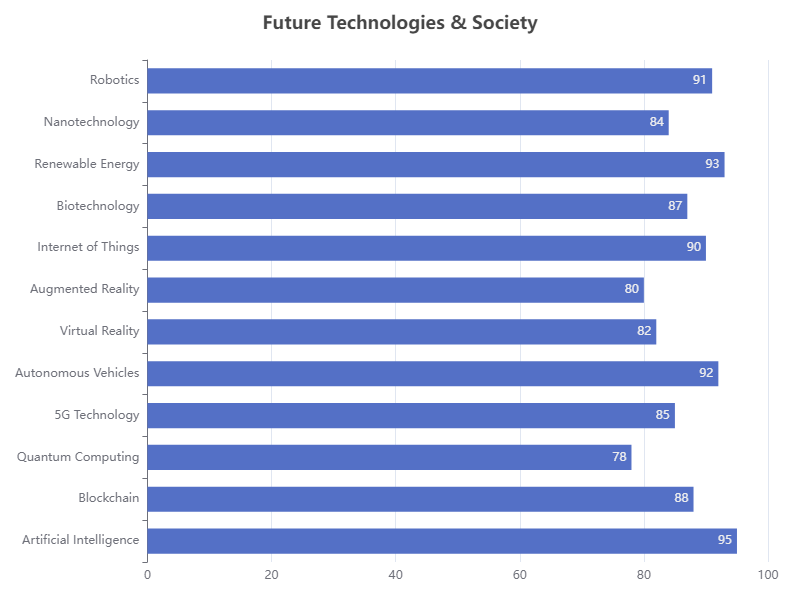 Future Technologies & Society
Robotics 91
Nanotechnology 84
Renewable Energy 93
Biotechnology 87
Internet of Things 90
Augmented Reality 80
Virtual Reality 82
Autonomous Vehicles 92
5G Technology 85
Quantum Computing 78
Blockchain 88
Artificial Intelligence 95
0 20 40 60 80 100